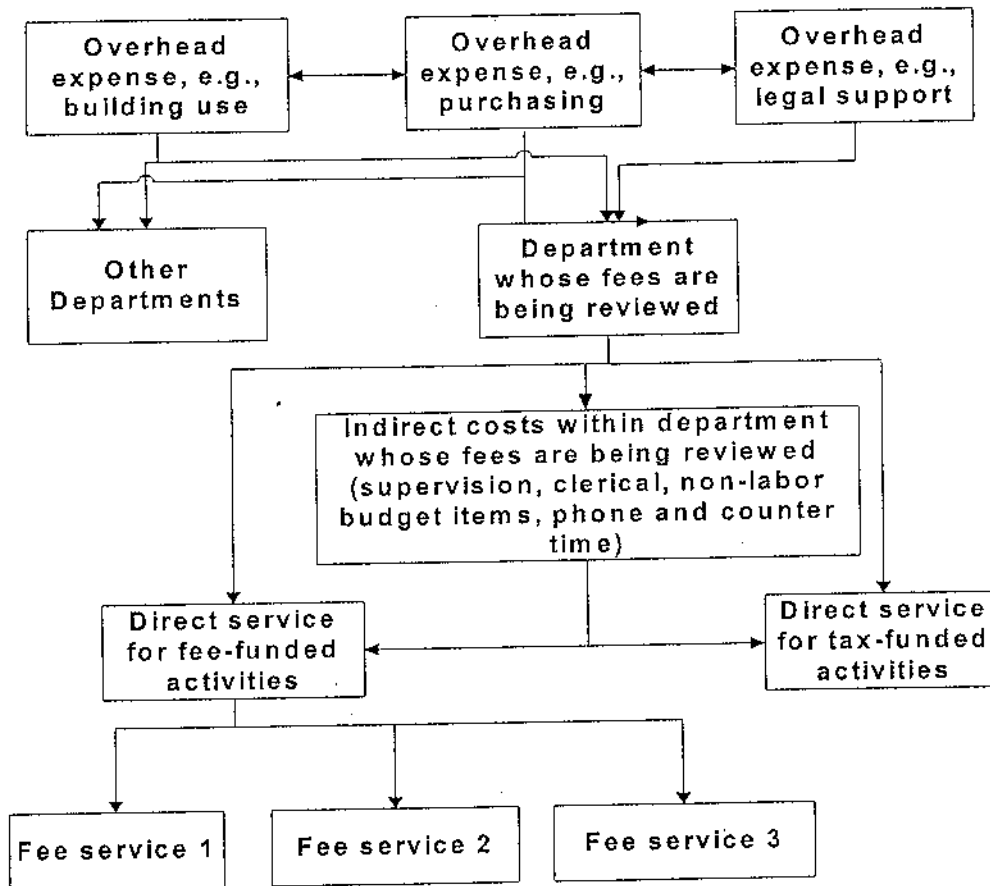 Overhead
expense, e.g.,
building use
Overhead
expense, e.g.,
purchasing
Overhead
expense, e.g.,
legal support
Other
Departments
Department
whose fees are
being reviewed
Indirect costs within department
whose fees are being reviewed
(supervision, clerical, non-labor
budget items, phone and counter
time)
Direct service
for fee-funded
activities
Direct service
for tax-funded
activities
Fee service 1
Fee service 2
Fee service 3